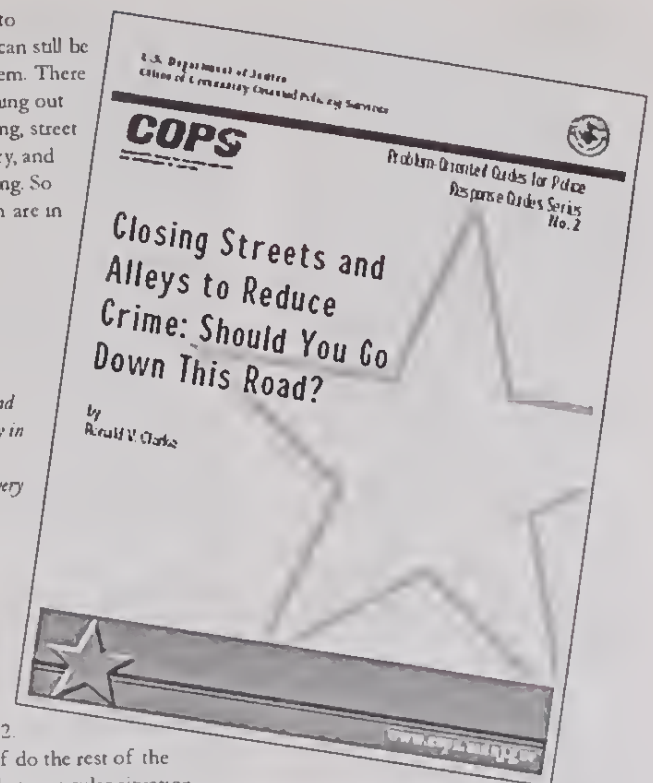 to
can still be
em. There
ung out
ng, street
cy, and
ng. So
n are in
nd
e in
very
2.
f do the rest of the
U.S. Department of Justice
Office of Community Oriented Policing Services
COPS
Problem-Oriented Guides for Police
Response Guides Series
No. 2
Closing Streets and
Alleys to Reduce
Crime: Should You Go
Down This Road?
by
Ronald V. Clarke